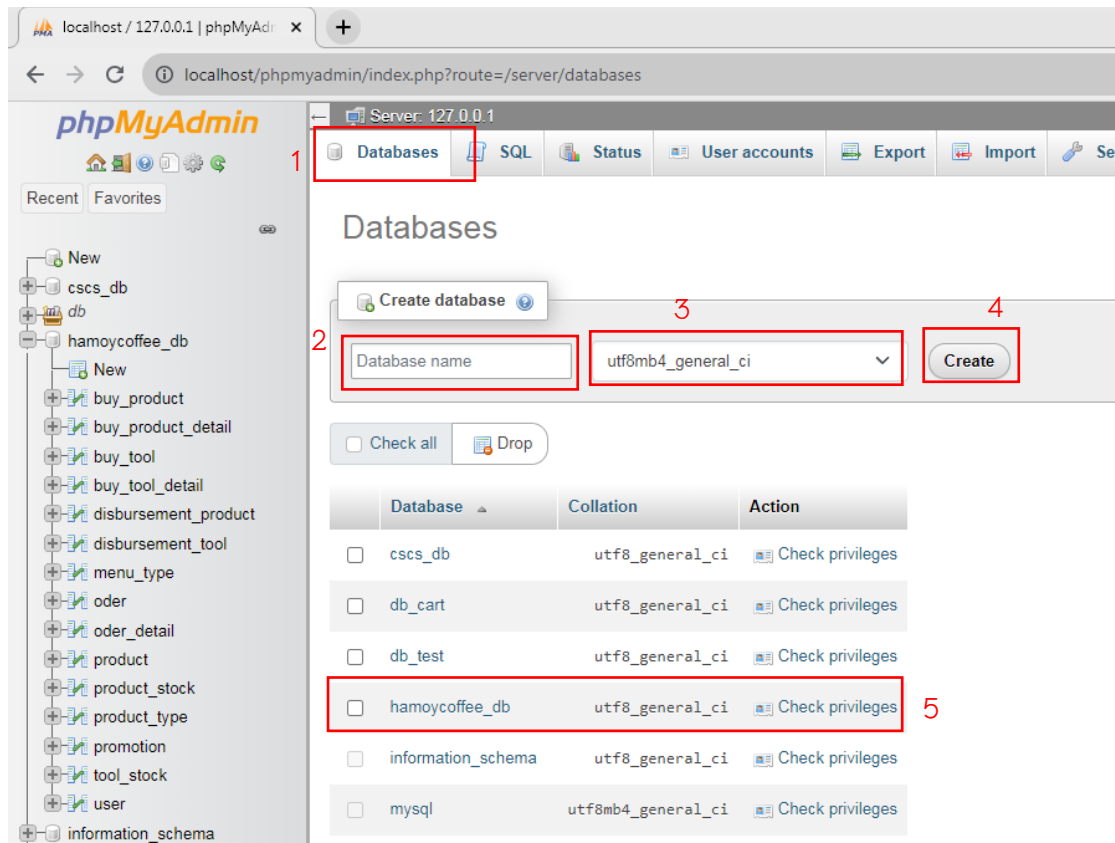 localhost / 127.0.0.1 | phpMyAdr
localhost/phpmyadmin/index.php?route=/server/databases
phpMyAdmin
Recent Favorites
New
cscs_db
db
hamoycoffee_db
New
buy_product
buy_product_detail
buy_tool
buy_tool_detail
disbursement_product
disbursement_tool
menu_type
oder
oder_detail
product
product_stock
product_type
promotion
tool_stock
user
information_schema
Server: 127.0.0.1
1
Databases SQL Status User accounts Export Import Se
Databases
Create database
3 4
2
Database name utf8mb4_general_ci Create
Check all Drop
Database Collation Action
cscs_db utf8_general_ci Check privileges
db_cart utf8_general_ci Check privileges
db_test utf8_general_ci Check privileges
hamoycoffee_db utf8_general_ci Check privileges 5
information_schema utf8_general_ci Check privileges
mysql utf8mb4_general_ci Check privileges